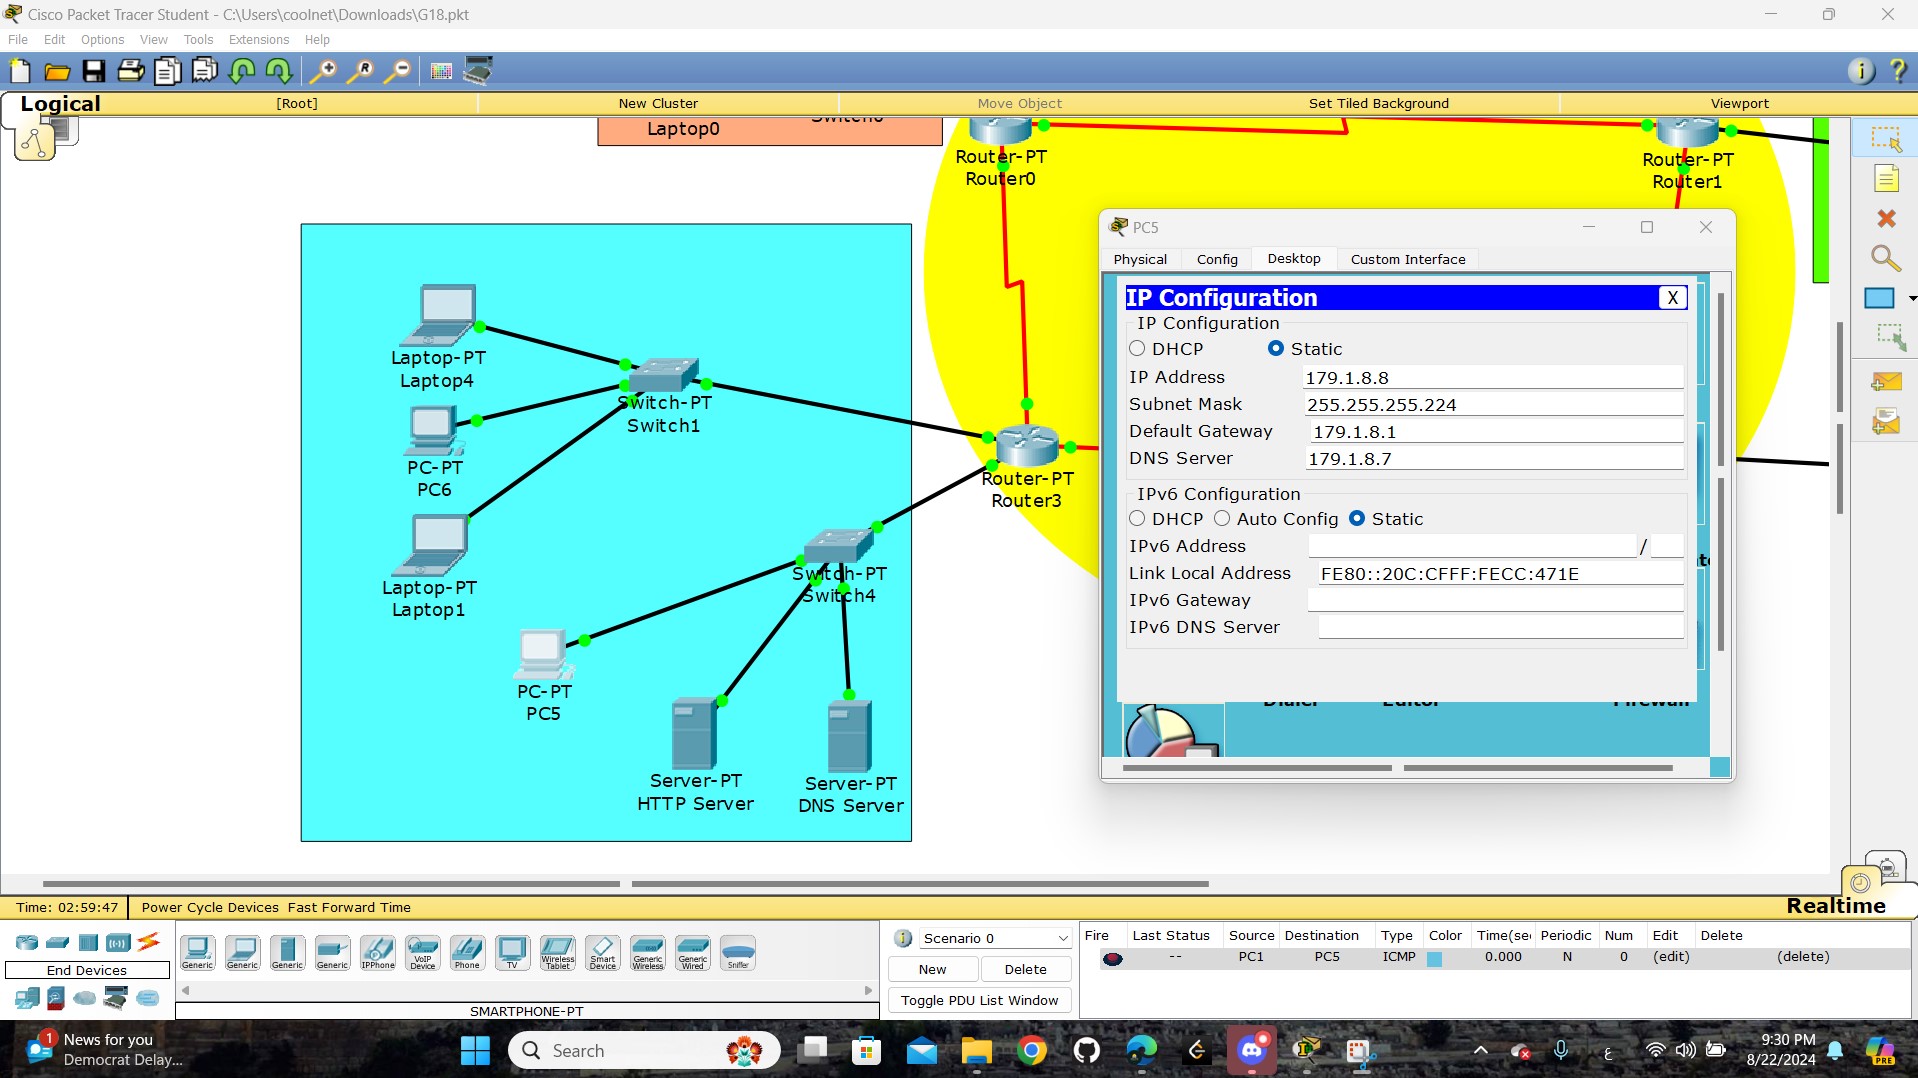 Cisco Packet Tracer Student - C:\Users\coolnet\Downloads\G18.pkt
File Edit Options View Tools Extensions Help
Logical [Root] New Cluster Move Object Set Tiled Background Viewport
Laptop0
Router-PT
Router0
Router-PT
Router1
Laptop-PT
Laptop4
Switch-PT
Switch1
PC-PT
PC6
Router-PT
Router3
Laptop-PT
Laptop1
Switch-PT
Switch4
PC-PT
PC5
Server-PT
HTTP Server
Server-PT
DNS Server
PC5
Physical Config Desktop Custom Interface
IP Configuration X
IP Configuration
DHCP Static
IP Address 179.1.8.8
Subnet Mask 255.255.255.224
Default Gateway 179.1.8.1
DNS Server 179.1.8.7
IPv6 Configuration
DHCP Auto Config Static
IPv6 Address /
Link Local Address FE80::20C:CFFF:FECC:471E
IPv6 Gateway
IPv6 DNS Server
Dialer Editor Firewall
Time: 02:59:47 Power Cycle Devices Fast Forward Time Realtime
End Devices
Generic Generic Generic Generic IPPhone VoIP Device Phone TV Wireless Tablet Smart Device Generic Wireless Generic Wired Sniffer
SMARTPHONE-PT
Scenario 0
New Delete
Toggle PDU List Window
Fire Last Status Source Destination Type Color Time(sec Periodic Num Edit Delete
-- PC1 PC5 ICMP 0.000 N 0 (edit) (delete)
1 News for you
Democrat Delay...
Search
ع
9:30 PM
8/22/2024
PRE